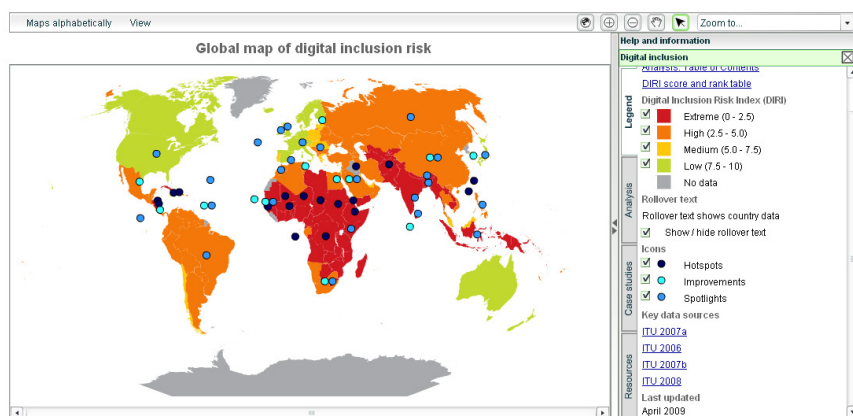 Maps alphabetically View
Zoom to...
Global map of digital inclusion risk
Help and information
Digital inclusion
Analysis: Table of Contents
DIRI score and rank table
Digital Inclusion Risk Index (DIRI)
Extreme (0 - 2.5)
High (2.5 - 5.0)
Medium (5.0 - 7.5)
Low (7.5 - 10)
No data
Rollover text
Rollover text shows country data
Show / hide rollover text
Icons
Hotspots
Improvements
Spotlights
Key data sources
ITU 2007a
ITU 2006
ITU 2007b
ITU 2008
Last updated
April 2009
Legend
Analysis
Case studies
Resources